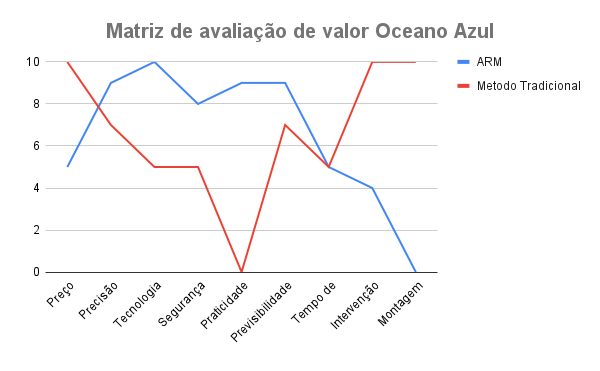 Matriz de avaliação de valor Oceano Azul
ARM
Metodo Tradicional
10
8
6
4
2
0
Preço
Precisão
Tecnologia
Segurança
Praticidade
Previsibilidade
Tempo de
Intervenção
Montagem